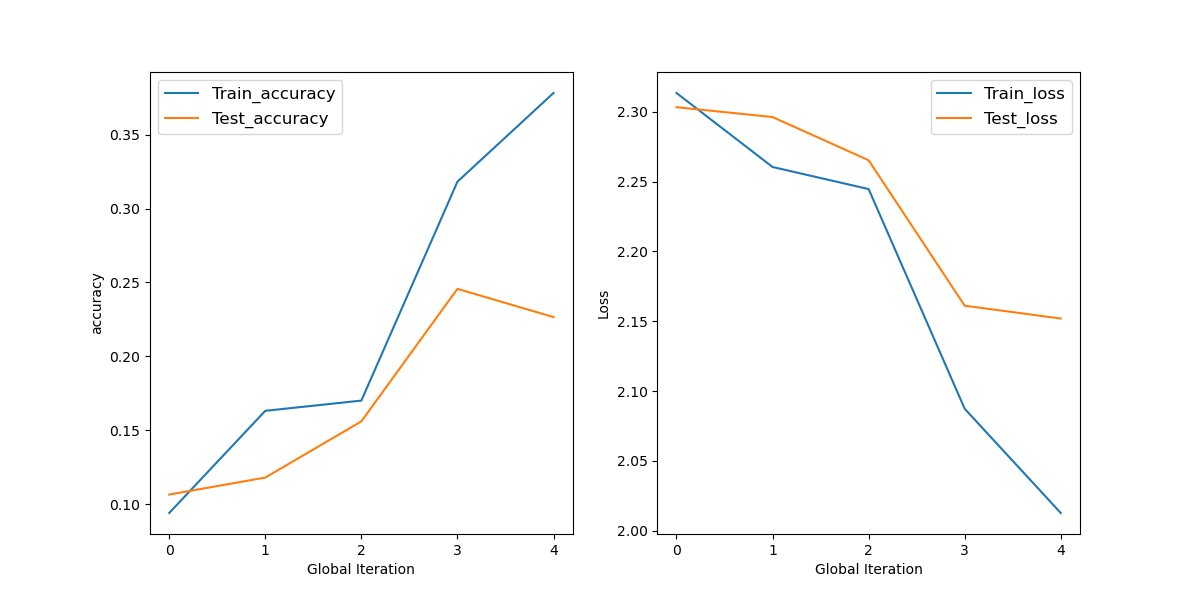 Train_accuracy
Test_accuracy
0.35
0.30
0.25
0.20
0.15
0.10
accuracy
0 1 2 3 4
Global Iteration
Train_loss
Test_loss
2.30
2.25
2.20
2.15
2.10
2.05
2.00
Loss
0 1 2 3 4
Global Iteration